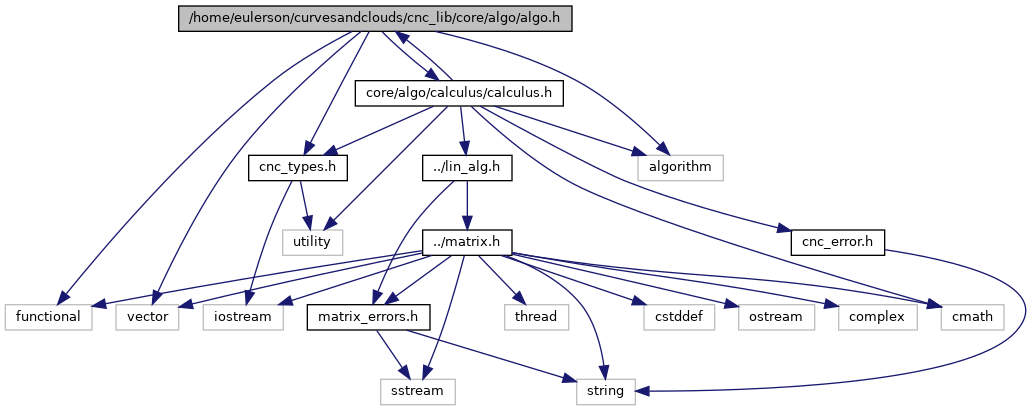 /home/eulerson/curvesandclouds/cnc_lib/core/algo/algo.h
core/algo/calculus/calculus.h
cnc_types.h
../lin_alg.h
algorithm
utility
../matrix.h
cnc_error.h
functional
vector
iostream
matrix_errors.h
thread
cstddef
ostream
complex
cmath
sstream
string